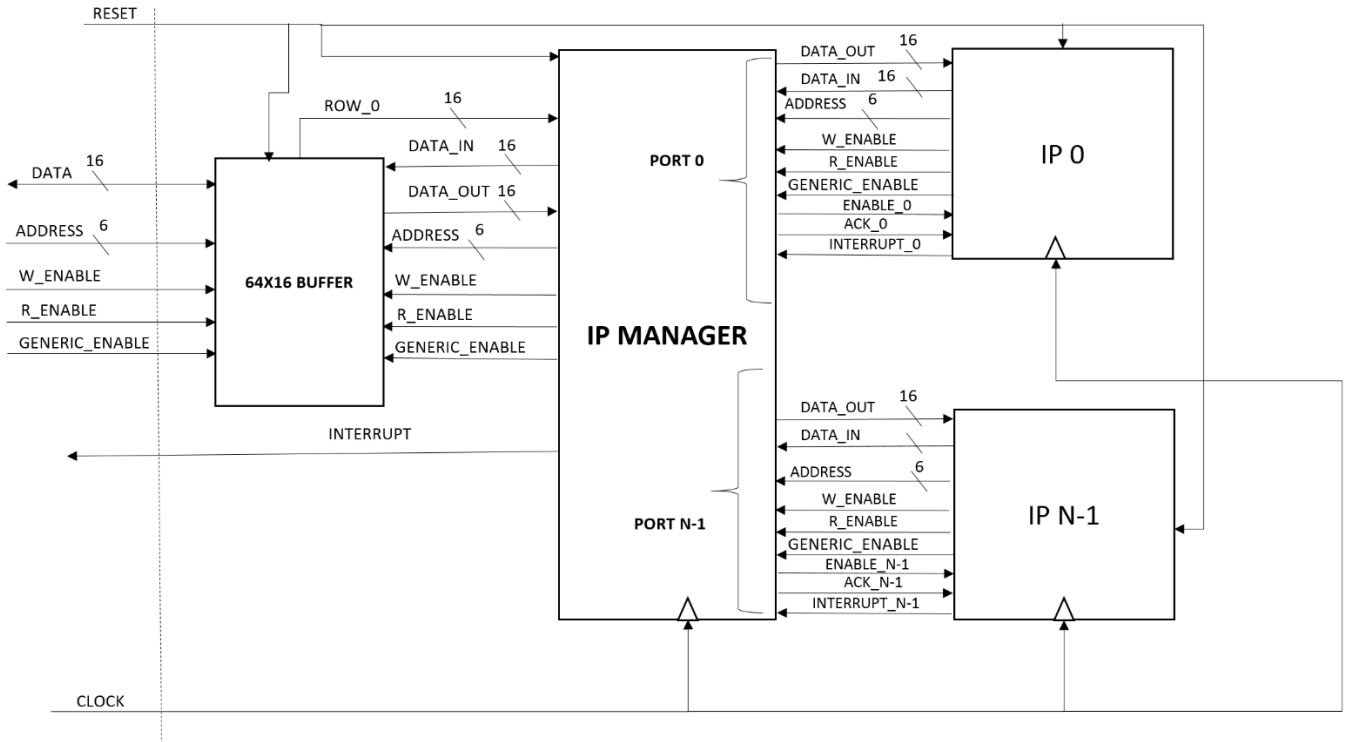 RESET
DATA
16
ADDRESS
6
W_ENABLE
R_ENABLE
GENERIC_ENABLE
64X16 BUFFER
ROW_0
16
DATA_IN
16
DATA_OUT
16
ADDRESS
6
W_ENABLE
R_ENABLE
GENERIC_ENABLE
INTERRUPT
IP MANAGER
PORT 0
PORT N-1
DATA_OUT
16
DATA_IN
16
ADDRESS
6
W_ENABLE
R_ENABLE
GENERIC_ENABLE
ENABLE_0
ACK_0
INTERRUPT_0
IP 0
DATA_OUT
16
DATA_IN
ADDRESS
6
W_ENABLE
R_ENABLE
GENERIC_ENABLE
ENABLE_N-1
ACK_N-1
INTERRUPT_N-1
IP N-1
CLOCK